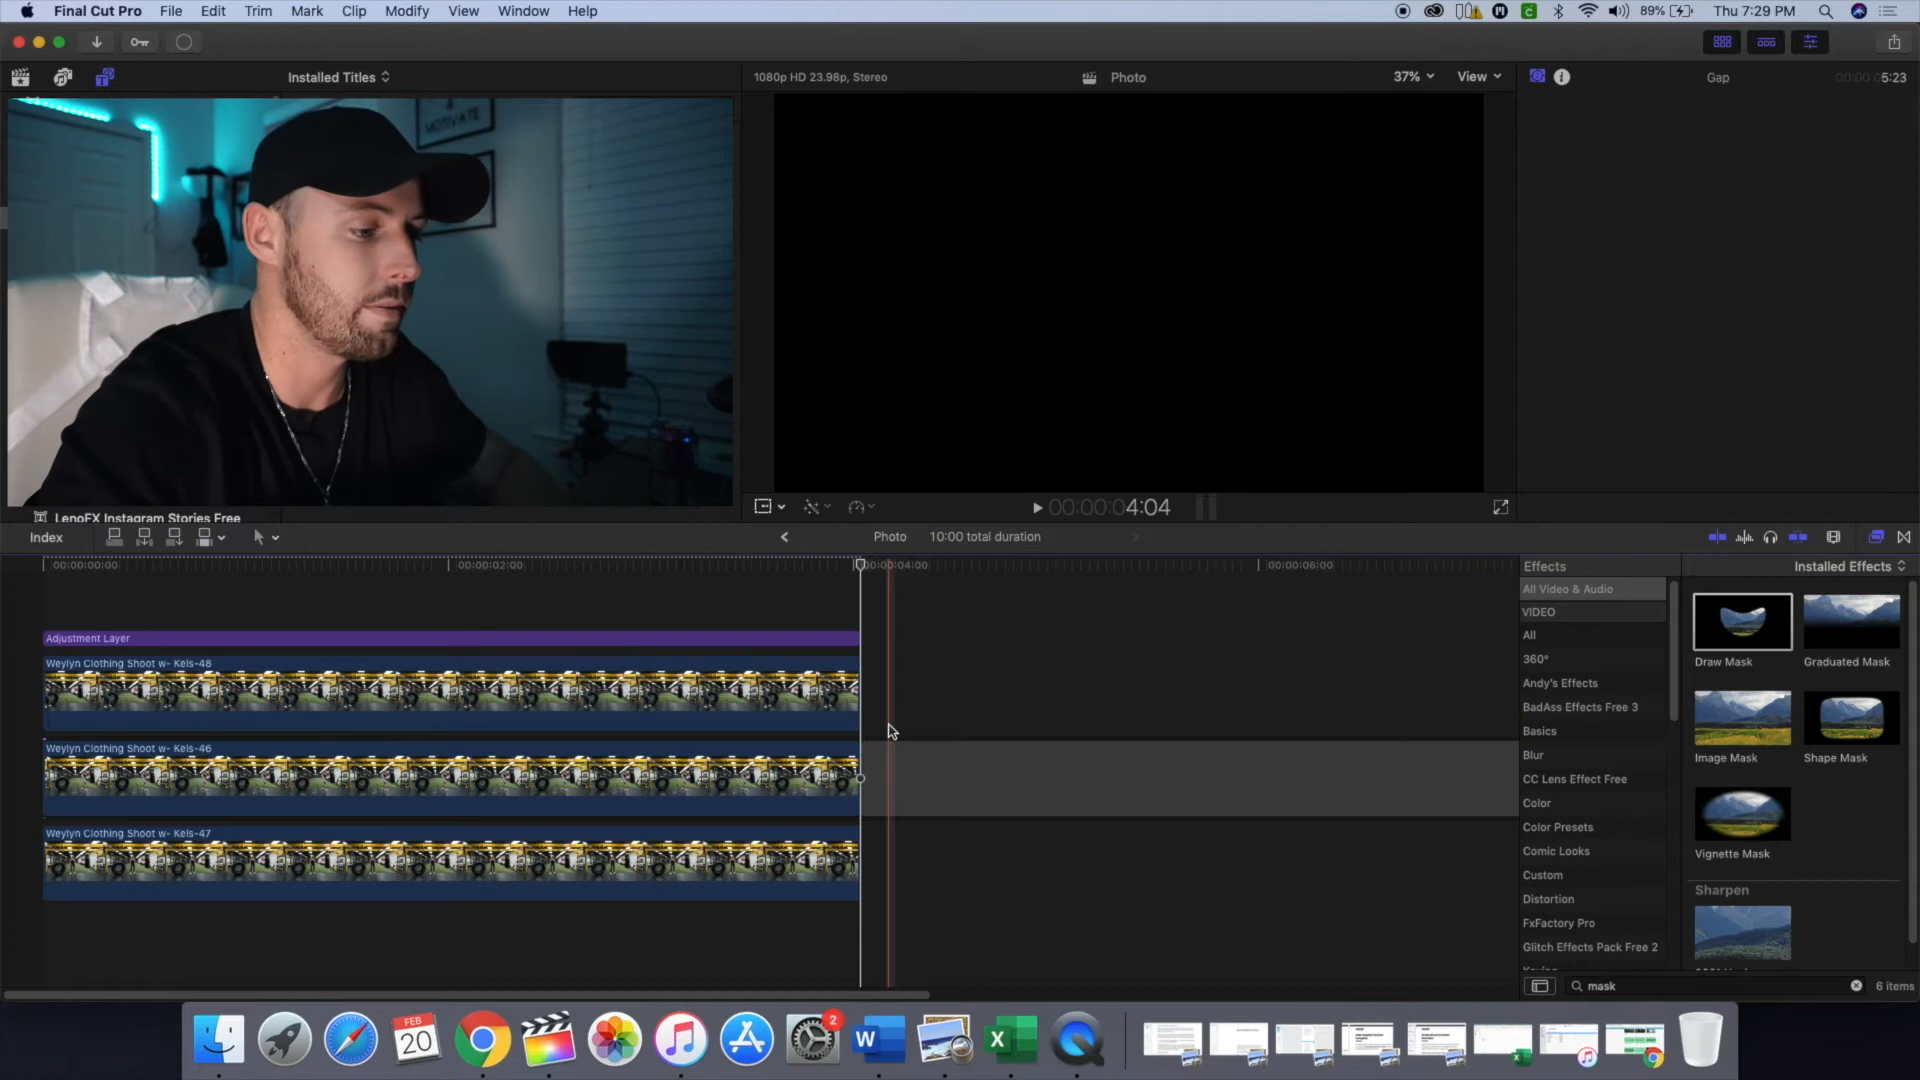 Final Cut Pro File Edit Trim Mark Clip Modify View Window Help
89% Thu 7:29 PM
Installed Titles
1080p HD 23.98p, Stereo
Photo
37% View
Gap
00:00:05:23
MOTIVATE
LenoFX Instagram Stories Free
00:00:04:04
Index
Photo 10:00 total duration
00:00:00:00 00:00:02:00 00:00:04:00 00:00:06:00
Adjustment Layer
Weylyn Clothing Shoot w- Kels-48
Weylyn Clothing Shoot w- Kels-46
Weylyn Clothing Shoot w- Kels-47
Effects
Installed Effects
All Video & Audio
VIDEO
All
360°
Andy's Effects
BadAss Effects Free 3
Basics
Blur
CC Lens Effect Free
Color
Color Presets
Comic Looks
Custom
Distortion
FxFactory Pro
Glitch Effects Pack Free 2
Draw Mask
Graduated Mask
Image Mask
Shape Mask
Vignette Mask
Sharpen
mask
6 items
FEB
20
2